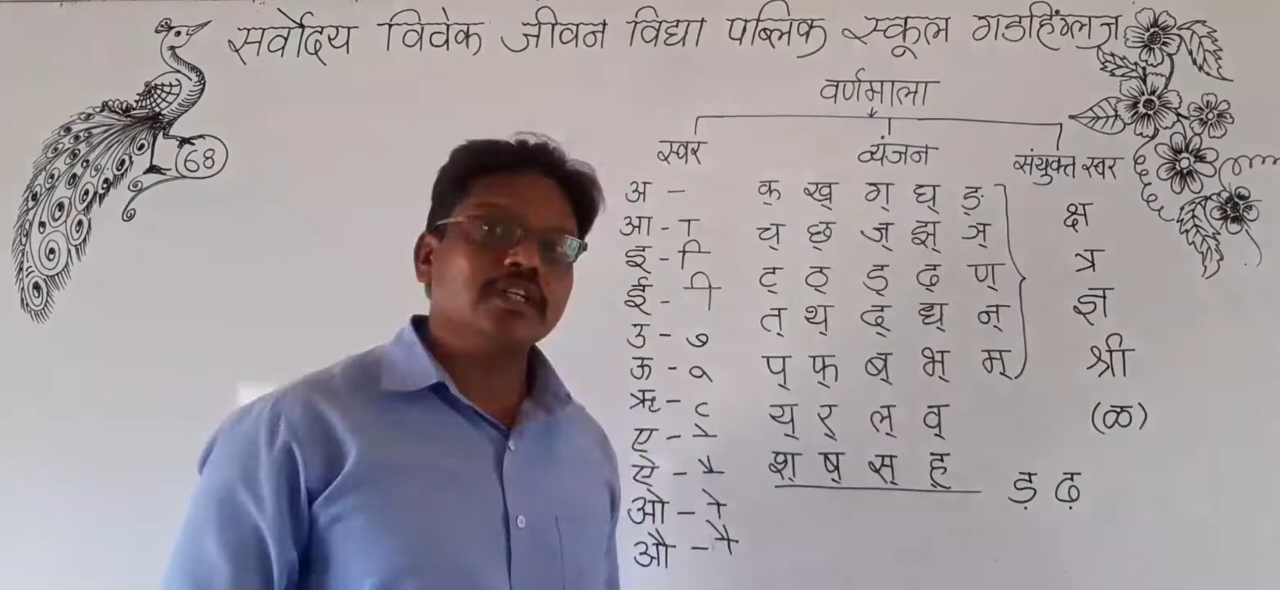 सर्वोदय विवेक जीवन विद्या पब्लिक स्कूल गडहिंग्लज
68
वर्णमाला
स्वर व्यंजन संयुक्त स्वर
अ -
आ - ा
इ - ि
ई - ी
उ - ु
ऊ - ू
ऋ - ृ
ए - े
ऐ - ै
ओ - ो
औ - ौ
क् ख् ग् घ् ङ्
च् छ् ज् झ् ञ्
ट् ठ् ड् ढ् ण्
त् थ् द् ध् न्
प् फ् ब् भ् म्
य् र् ल् व्
श् ष् स् ह्
क्ष
त्र
ज्ञ
श्री
(ळ)
ड़ ढ़